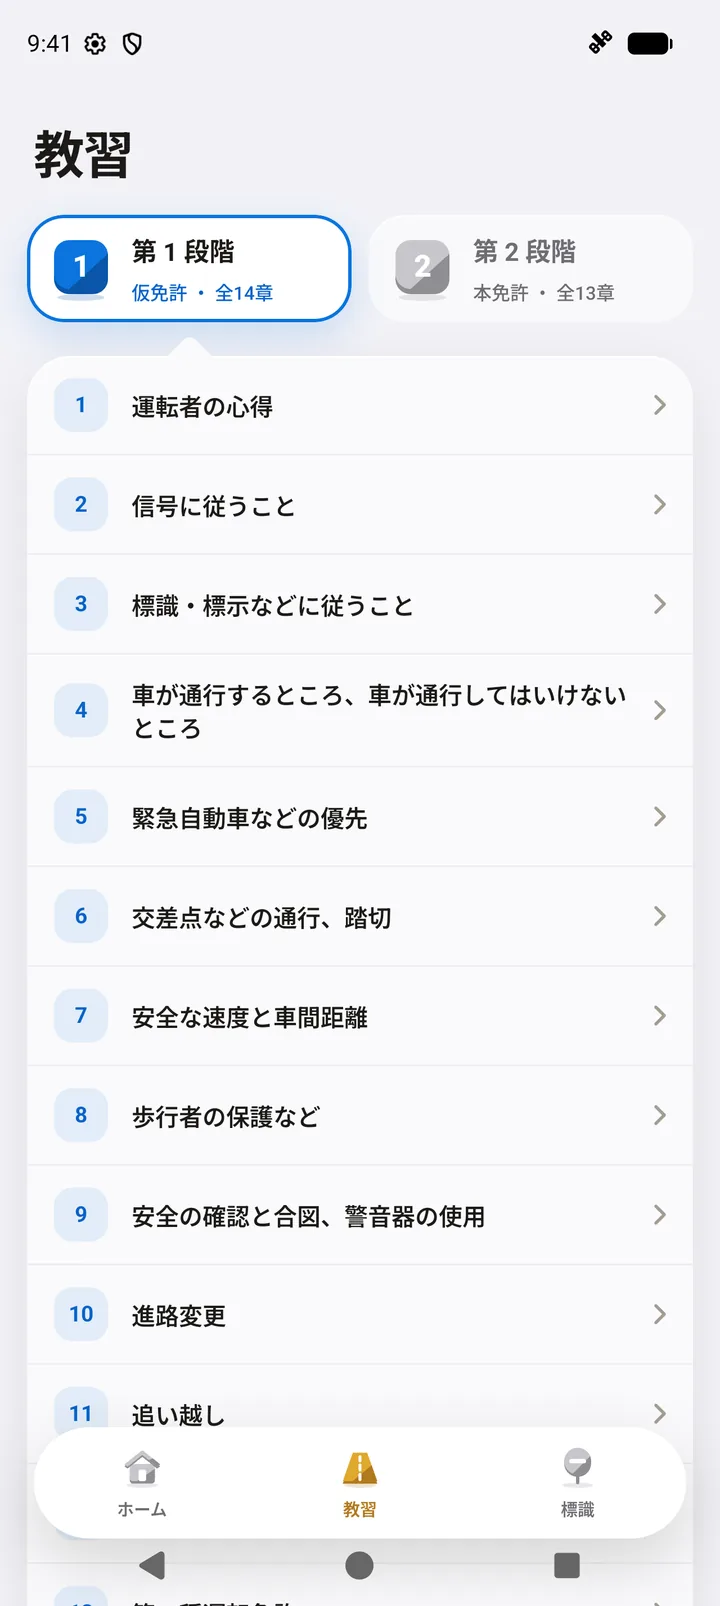 9:41
教習
1
第 1 段階
仮免許 ・ 全14章
2
第 2 段階
本免許 ・ 全13章
1
運転者の心得
2
信号に従うこと
3
標識・標示などに従うこと
4
車が通行するところ、車が通行してはいけない
ところ
5
緊急自動車などの優先
6
交差点などの通行、踏切
7
安全な速度と車間距離
8
歩行者の保護など
9
安全の確認と合図、警音器の使用
10
進路変更
11
追い越し
ホーム
教習
標識